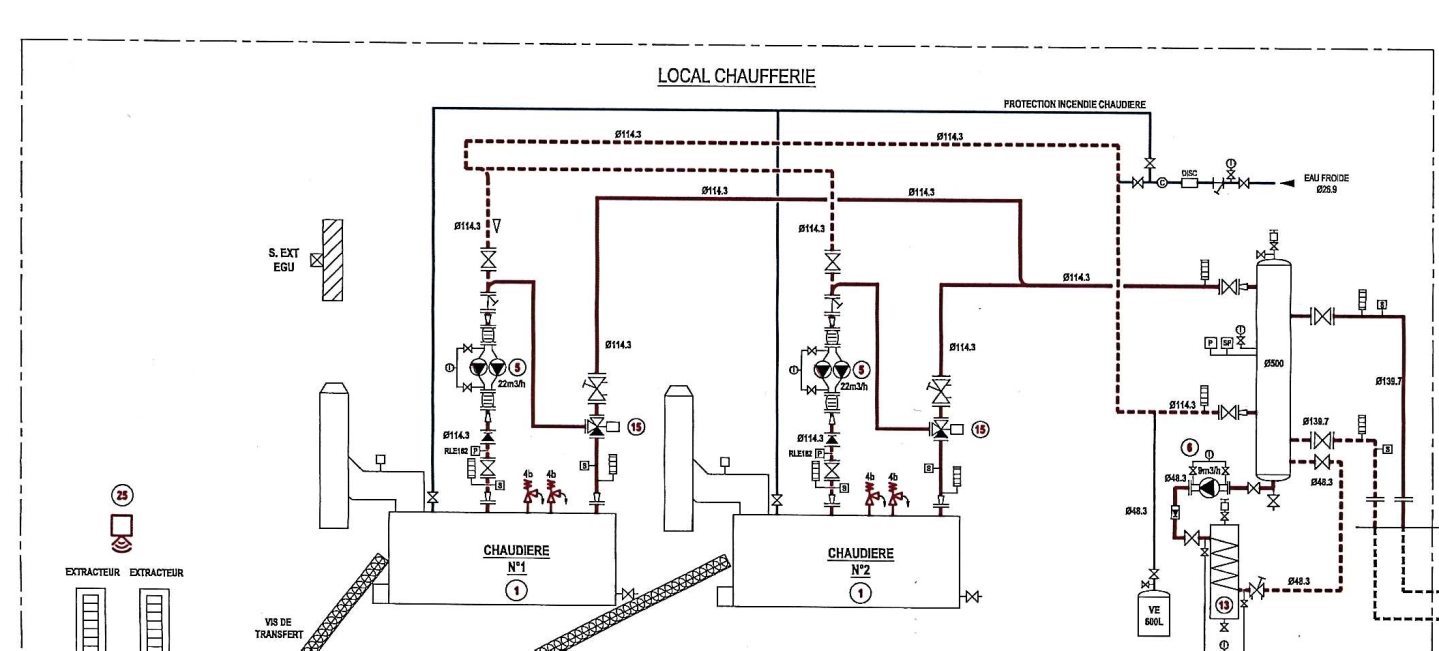 LOCAL CHAUFFERIE
PROTECTION INCENDIE CHAUDIERE
Ø114.3
Ø114.3
DISC
C
EAU FROIDE
Ø26.9
Ø114.3
Ø114.3
Ø114.3
Ø114.3
S. EXT
EGU
Ø114.3
Ø114.3
Ø114.3
P
SP
S
Ø500
5
22m3/h
5
22m3/h
Ø139.7
Ø114.3
Ø114.3
15
Ø114.3
15
Ø139.7
RLE162
P
RLE162
P
S
S
S
S
S
4b
4b
4b
4b
6
9m3/h
Ø48.3
Ø48.3
Ø48.3
25
CHAUDIERE
N°1
1
CHAUDIERE
N°2
1
EXTRACTEUR
EXTRACTEUR
Ø48.3
13
VE
600L
VIS DE
TRANSFERT